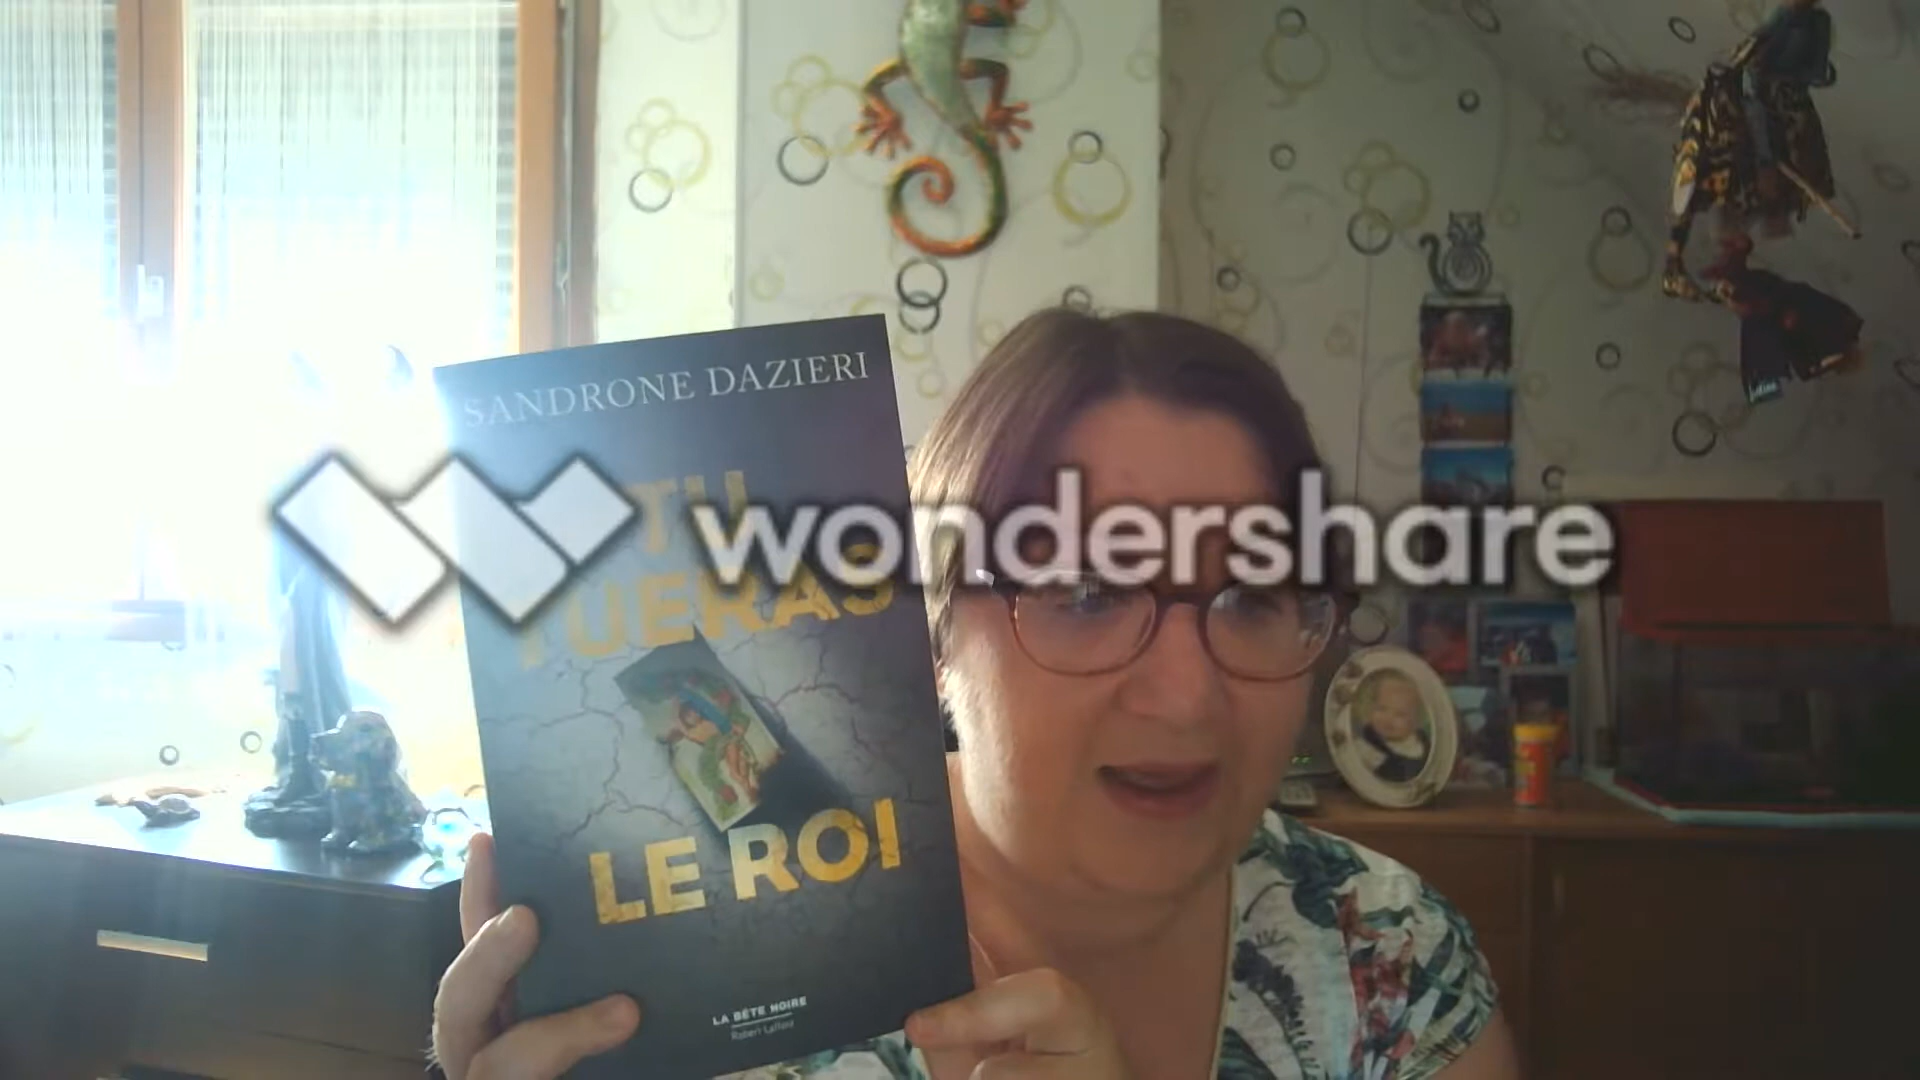 SANDRONE DAZIERI
TU
TUERAS
LE ROI
LA BÊTE NOIRE
Robert Laffont
wondershare